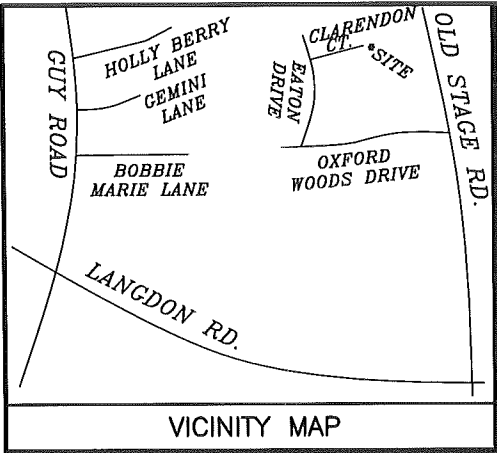 HOLLY BERRY
LANE
GEMINI
LANE
GUY ROAD
BOBBIE
MARIE LANE
CLARENDON
CT.
*SITE
EATON
DRIVE
OLD STAGE RD.
OXFORD
WOODS DRIVE
LANGDON RD.
VICINITY MAP